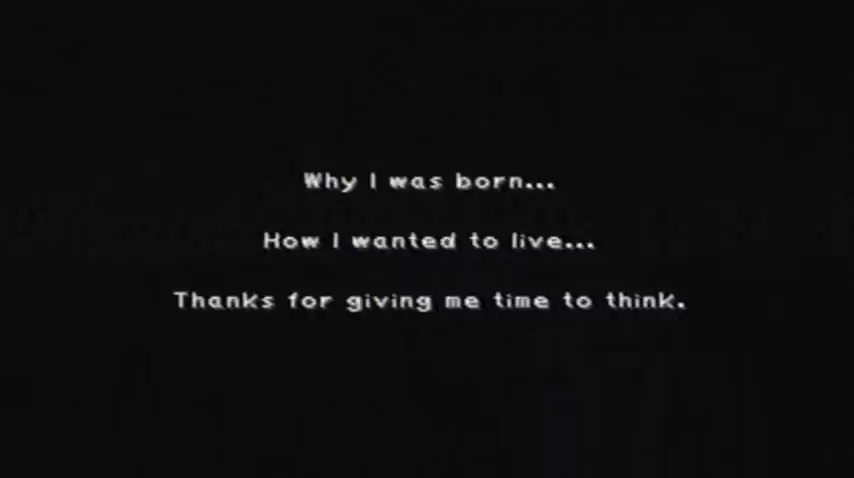 Why I was born...
How I wanted to live...
Thanks for giving me time to think.